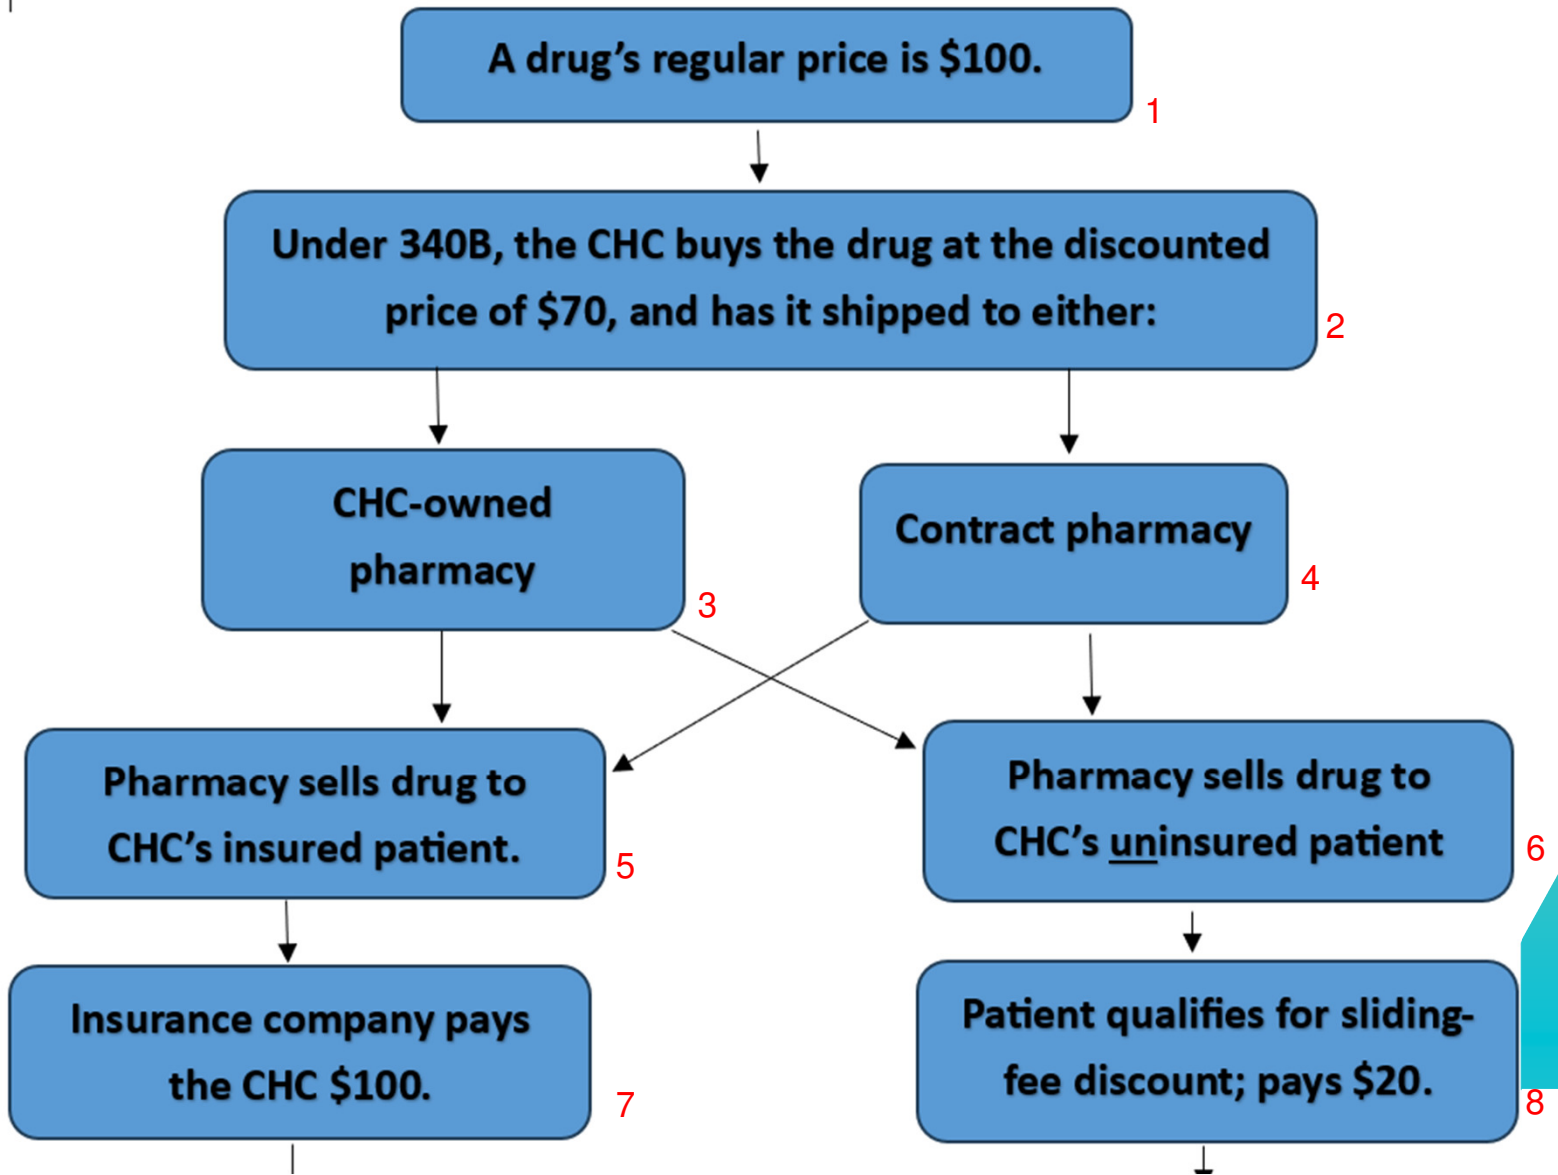 A drug’s regular price is $100.
1
Under 340B, the CHC buys the drug at the discounted
price of $70, and has it shipped to either:
2
CHC-owned
pharmacy
3
Contract pharmacy
4
Pharmacy sells drug to
CHC’s insured patient.
5
Pharmacy sells drug to
CHC’s uninsured patient
6
Insurance company pays
the CHC $100.
7
Patient qualifies for sliding-
fee discount; pays $20.
8